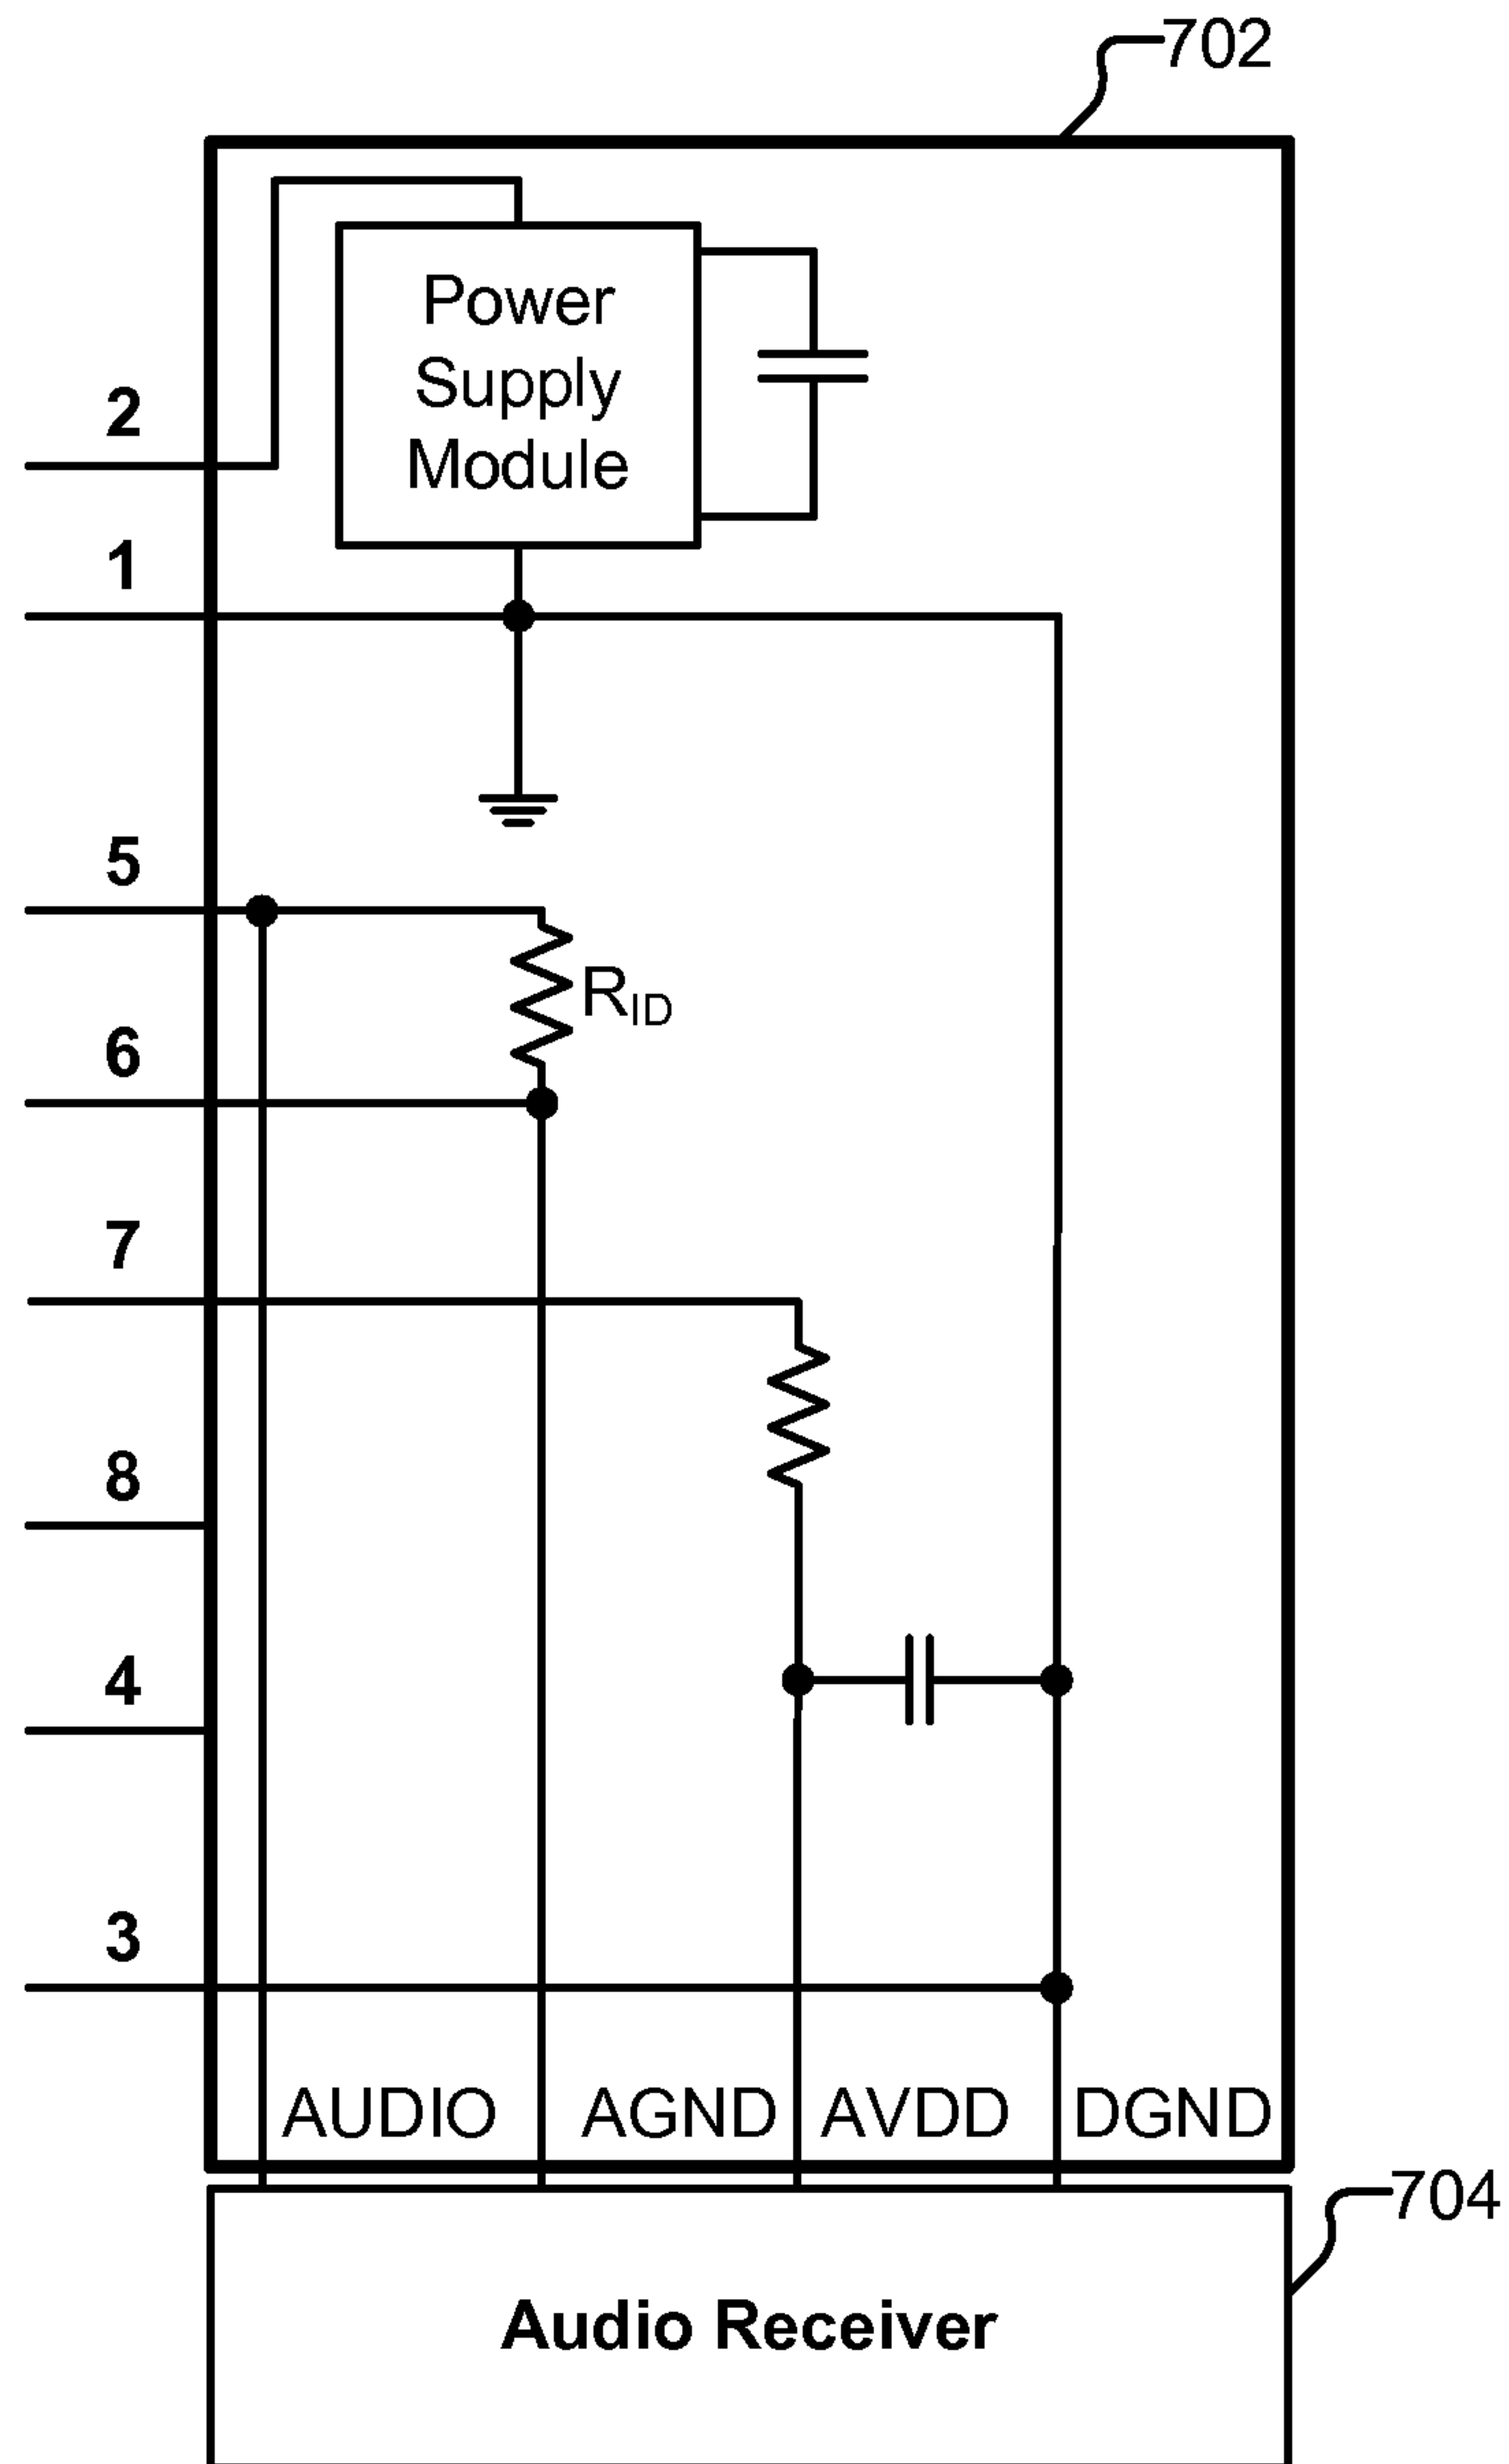 702
Power
Supply
Module
2
1
5
R_ID
6
7
8
4
3
AUDIO AGND AVDD DGND
704
Audio Receiver